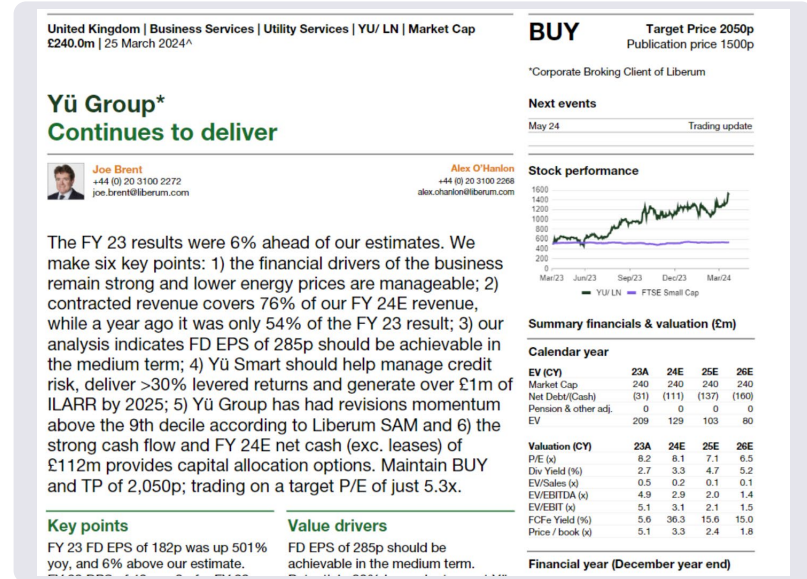 United Kingdom | Business Services | Utility Services | YU/ LN | Market Cap
£240.0m | 25 March 2024^
Yü Group*
Continues to deliver
Joe Brent
+44 (0) 20 3100 2272
joe.brent@liberum.com
Alex O'Hanlon
+44 (0) 20 3100 2268
alex.ohanlon@liberum.com
The FY 23 results were 6% ahead of our estimates. We
make six key points: 1) the financial drivers of the business
remain strong and lower energy prices are manageable; 2)
contracted revenue covers 76% of our FY 24E revenue,
while a year ago it was only 54% of the FY 23 result; 3) our
analysis indicates FD EPS of 285p should be achievable in
the medium term; 4) Yü Smart should help manage credit
risk, deliver >30% levered returns and generate over £1m of
ILARR by 2025; 5) Yü Group has had revisions momentum
above the 9th decile according to Liberum SAM and 6) the
strong cash flow and FY 24E net cash (exc. leases) of
£112m provides capital allocation options. Maintain BUY
and TP of 2,050p; trading on a target P/E of just 5.3x.
Key points
FY 23 FD EPS of 182p was up 501%
yoy, and 6% above our estimate.
Value drivers
FD EPS of 285p should be
achievable in the medium term.
BUY
Target Price 2050p
Publication price 1500p
*Corporate Broking Client of Liberum
Next events
May 24 Trading update
Stock performance
1600
1400
1200
1000
800
600
400
200
0
Mar/23 Jun/23 Sep/23 Dec/23 Mar/24
YU/ LN FTSE Small Cap
Summary financials & valuation (£m)
Calendar year
EV (CY) 23A 24E 25E 26E
Market Cap 240 240 240 240
Net Debt/(Cash) (31) (111) (137) (160)
Pension & other adj. 0 0 0 0
EV 209 129 103 80
Valuation (CY) 23A 24E 25E 26E
P/E (x) 8.2 8.1 7.1 6.5
Div Yield (%) 2.7 3.3 4.7 5.2
EV/Sales (x) 0.5 0.2 0.1 0.1
EV/EBITDA (x) 4.9 2.9 2.0 1.4
EV/EBIT (x) 5.1 3.1 2.1 1.5
FCFe Yield (%) 5.6 36.3 15.6 15.0
Price / book (x) 5.1 3.3 2.4 1.8
Financial year (December year end)